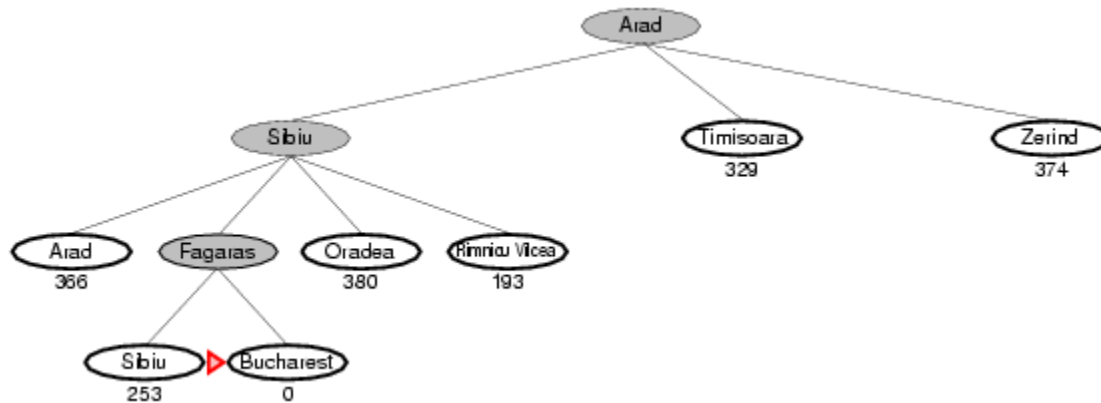 Arad
Sibiu
Timisoara
Zerind
329
374
Arad
Fagaras
Oradea
Rimnicu Vilcea
366
380
193
Sibiu
Bucharest
253
0